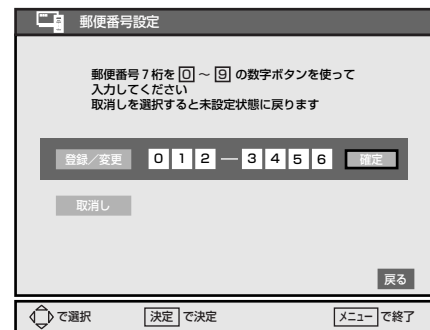 郵便番号設定
郵便番号7桁を 0 ～ 9 の数字ボタンを使って
入力してください
取消しを選択すると未設定状態に戻ります
登録／変更 0 1 2 — 3 4 5 6 確定
取消し
戻る
で選択 決定 で決定 メニュー で終了